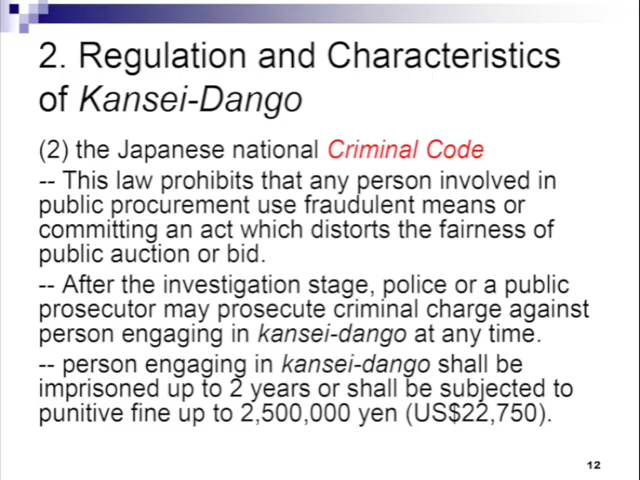 2. Regulation and Characteristics
of Kansei-Dango
(2) the Japanese national Criminal Code
-- This law prohibits that any person involved in
public procurement use fraudulent means or
committing an act which distorts the fairness of
public auction or bid.
-- After the investigation stage, police or a public
prosecutor may prosecute criminal charge against
person engaging in kansei-dango at any time.
-- person engaging in kansei-dango shall be
imprisoned up to 2 years or shall be subjected to
punitive fine up to 2,500,000 yen (US$22,750).
12